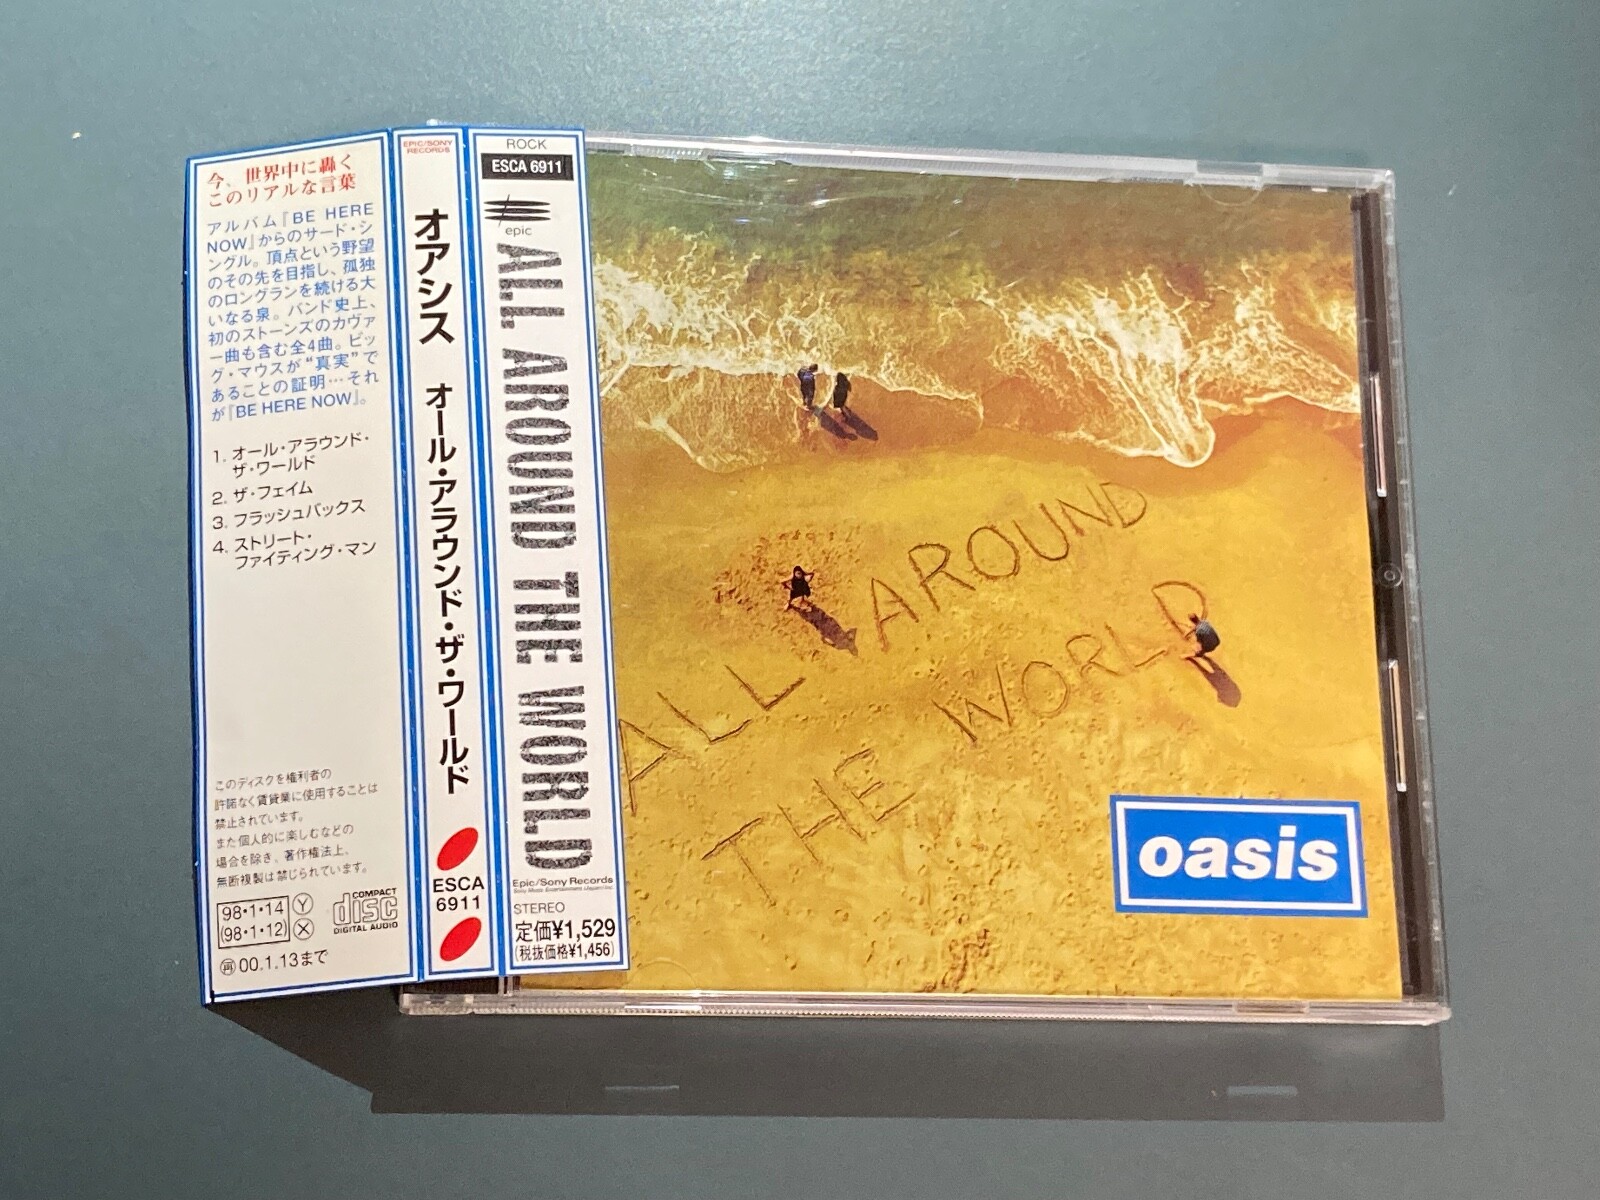 今、世界中に轟く
このリアルな言葉
アルバム『BE HERE
NOW』からのサード・シ
ングル。頂点という野望
のその先を目指し、孤独
のロングランを続ける大
いなる泉。バンド史上、
初のストーンズのカヴァ
ー曲も含む全4曲。ビッ
グ・マウスが“真実”で
あることの証明…それ
が『BE HERE NOW』。
1. オール・アラウンド・
ザ・ワールド
2. ザ・フェイム
3. フラッシュバックス
4. ストリート・
ファイティング・マン
このディスクを権利者の
許諾なく賃貸業に使用することは
禁止されています。
また個人的に楽しむなどの
場合を除き、著作権法上、
無断複製は禁じられています。
98・1・14 Ⓨ
(98・1・12) Ⓧ
COMPACT
disc
DIGITAL AUDIO
㊢ 00.1.13まで
EPIC/SONY
RECORDS
オアシス オール・アラウンド・ザ・ワールド
ESCA
6911
ROCK
ESCA 6911
epic
ALL AROUND THE WORLD
Epic/Sony Records
Sony Music Entertainment (Japan) Inc.
STEREO
定価¥1,529
(税抜価格¥1,456)
ALL AROUND
THE WORLD
oasis